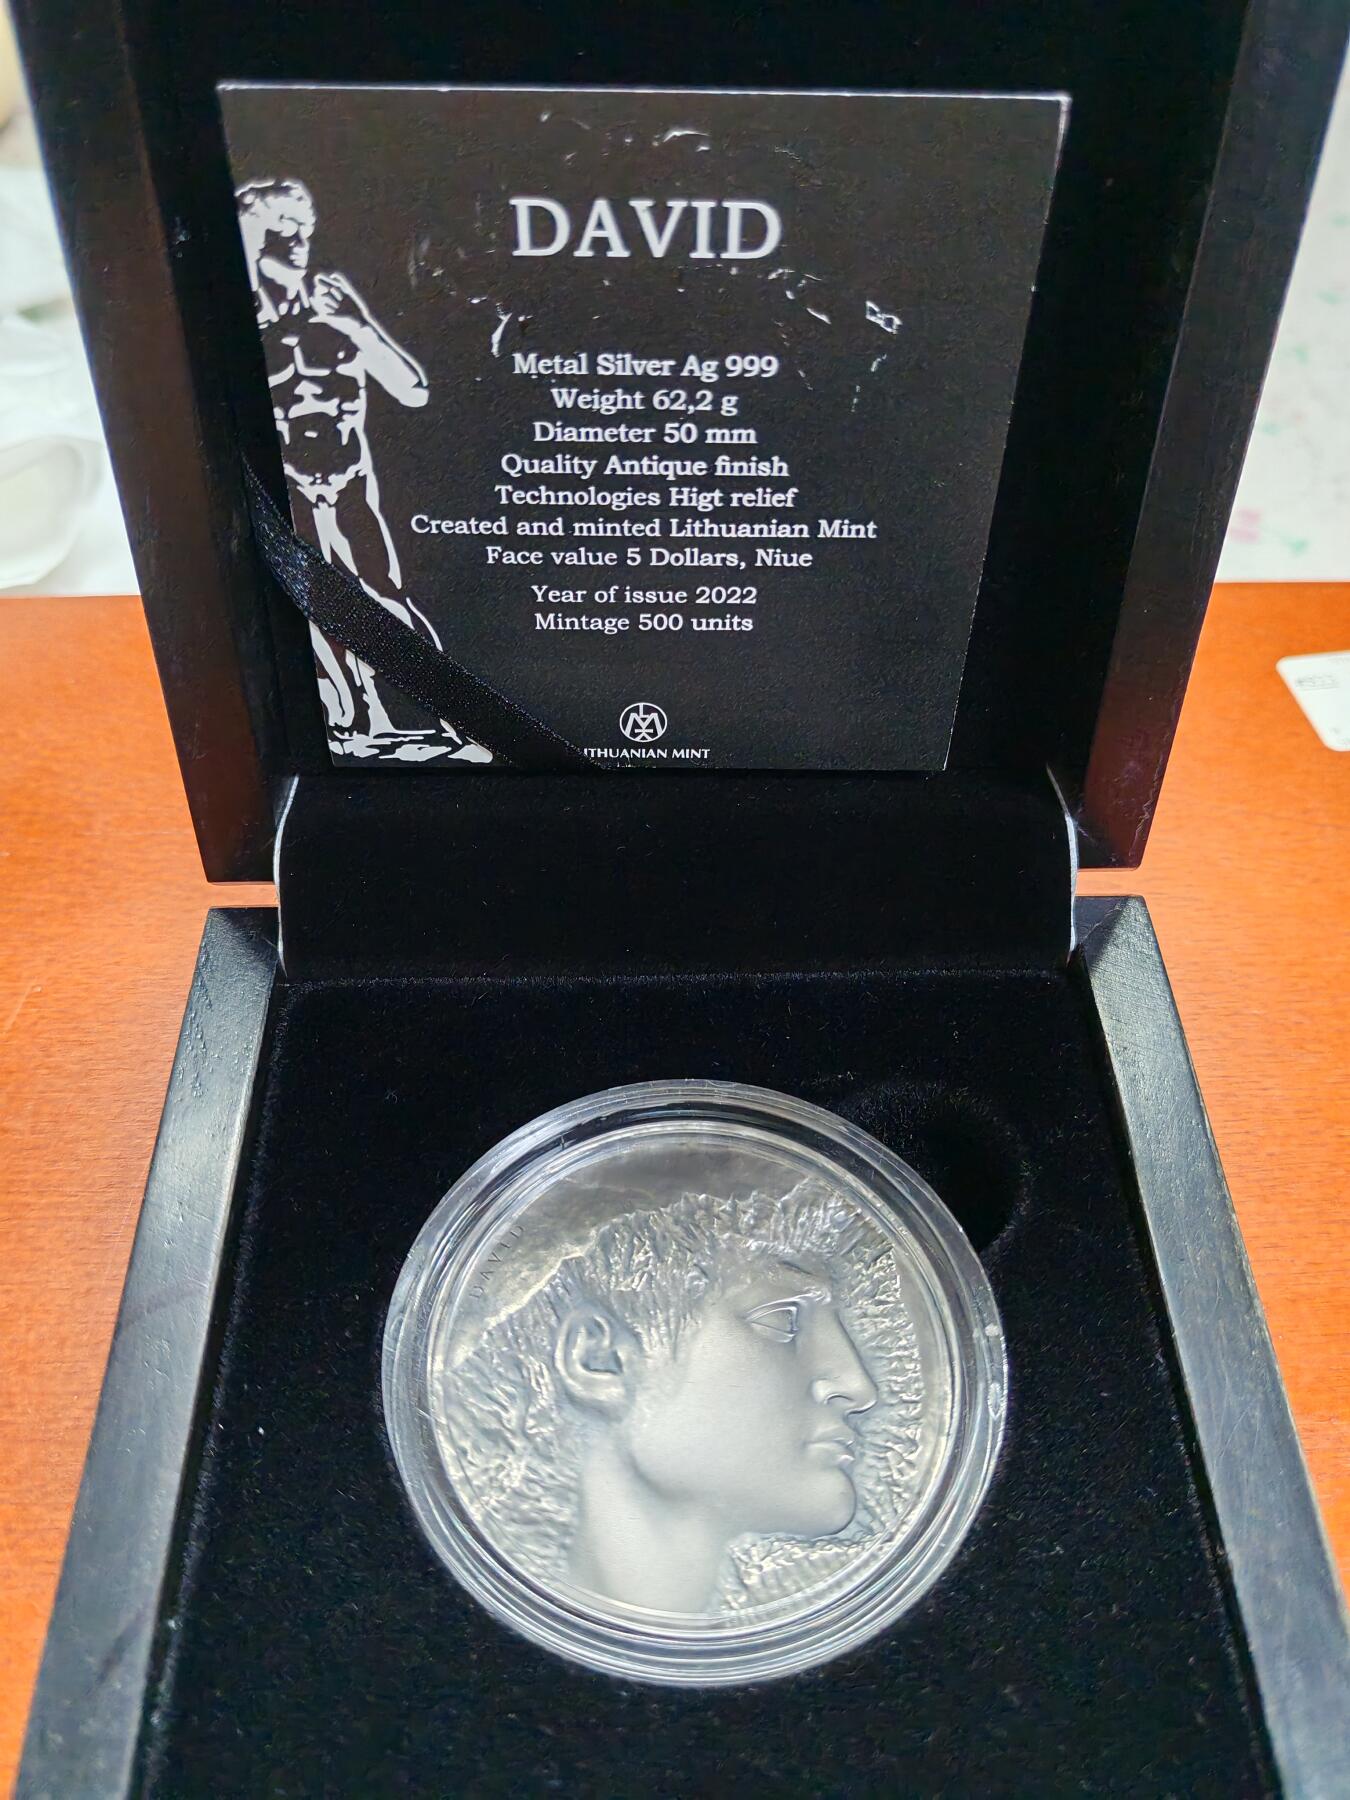 DAVID
Metal Silver Ag 999
Weight 62,2 g
Diameter 50 mm
Quality Antique finish
Technologies Higt relief
Created and minted Lithuanian Mint
Face value 5 Dollars, Niue
Year of issue 2022
Mintage 500 units
ITHUANIAN MINT
DAVID